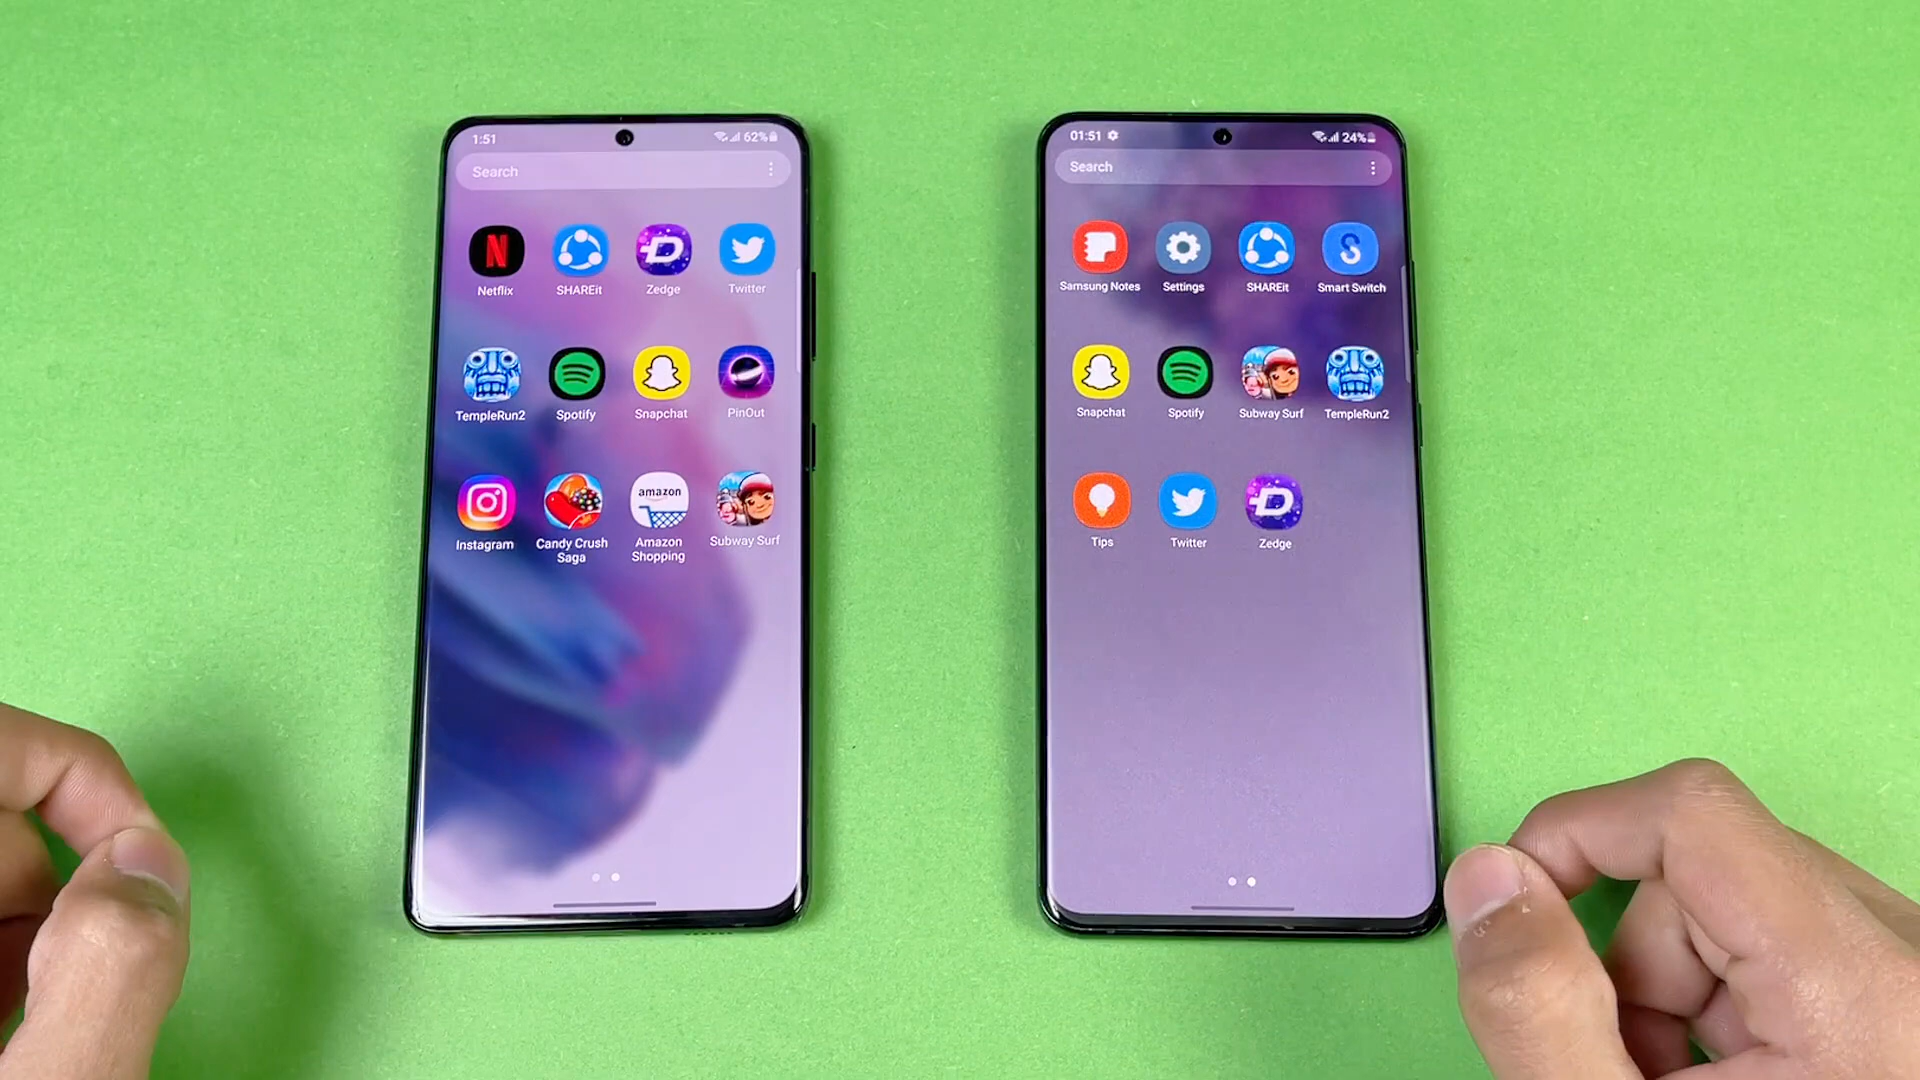 1:51
62%
Search
Netflix
SHAREit
Zedge
Twitter
TempleRun2
Spotify
Snapchat
PinOut
Instagram
Candy Crush
Saga
amazon
Amazon
Shopping
Subway Surf
01:51
24%
Search
Samsung Notes
Settings
SHAREit
Smart Switch
Snapchat
Spotify
Subway Surf
TempleRun2
Tips
Twitter
Zedge